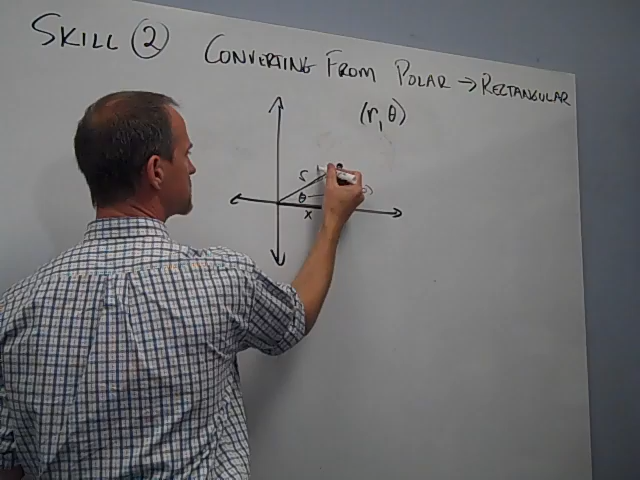 SKILL 2 CONVERTING FROM POLAR → RECTANGULAR
(r, θ)
r
θ
x